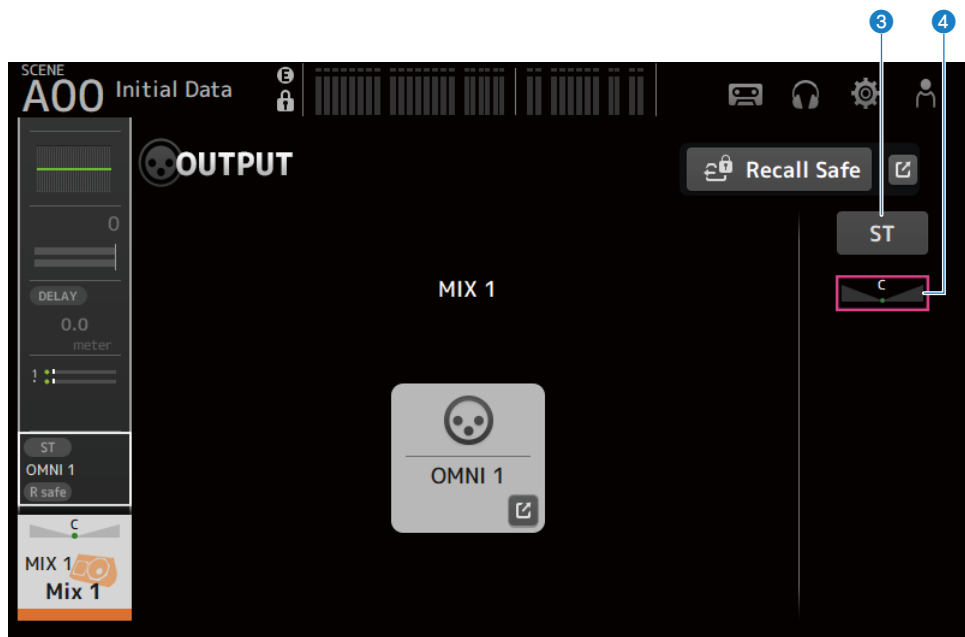 3 4
SCENE
A00 Initial Data
E
OUTPUT
Recall Safe
0
ST
C
DELAY
0.0
meter
MIX 1
!
ST
OMNI 1
R safe
OMNI 1
C
MIX 1
Mix 1